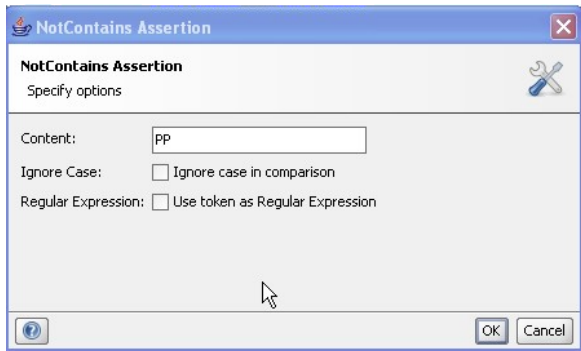 NotContains Assertion
NotContains Assertion
Specify options
Content: PP
Ignore Case: Ignore case in comparison
Regular Expression: Use token as Regular Expression
? OK Cancel